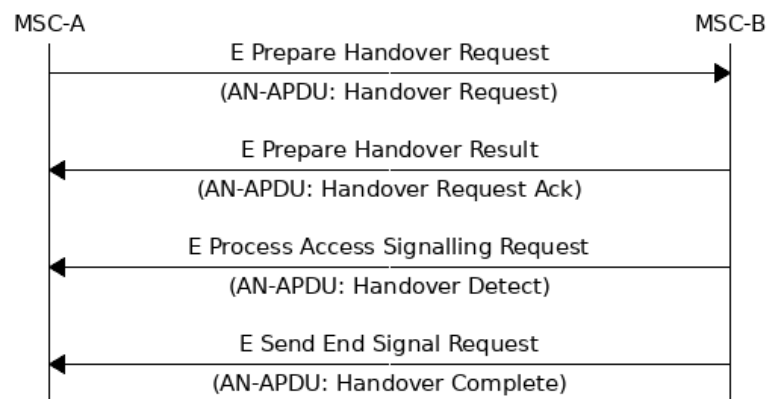 MSC-A MSC-B
E Prepare Handover Request
(AN-APDU: Handover Request)
E Prepare Handover Result
(AN-APDU: Handover Request Ack)
E Process Access Signalling Request
(AN-APDU: Handover Detect)
E Send End Signal Request
(AN-APDU: Handover Complete)